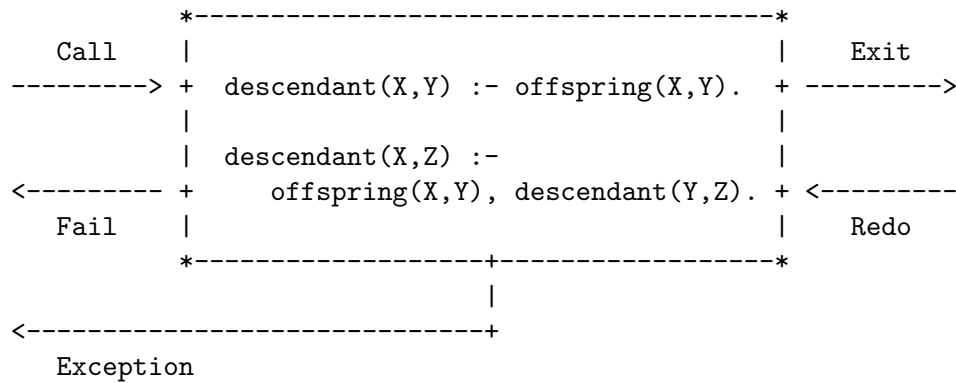 *-----------------------------------*
Call | | Exit
---------> + descendant(X,Y) :- offspring(X,Y). + --------->
| |
| descendant(X,Z) :- |
<--------- + offspring(X,Y), descendant(Y,Z). + <---------
Fail | | Redo
*------------------+-----------------*
|
<------------------------------+
Exception